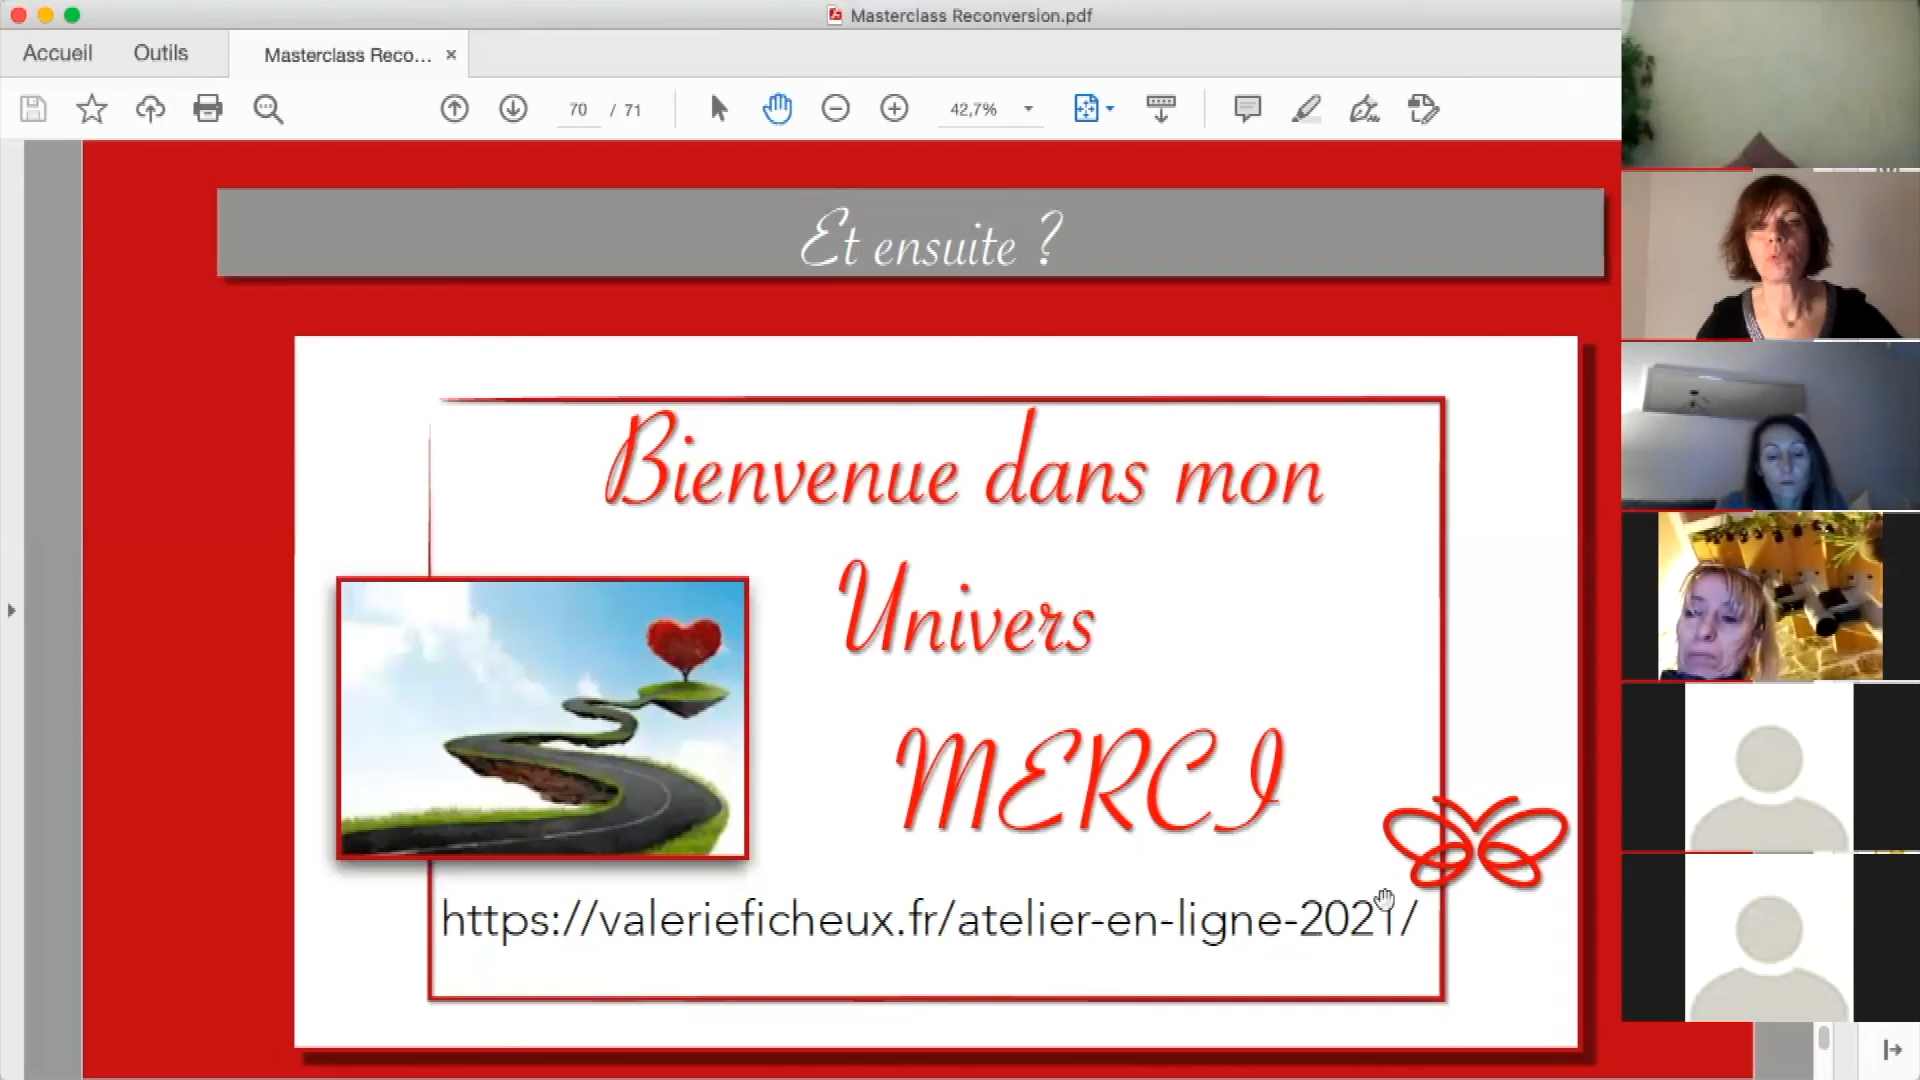 Masterclass Reconversion.pdf
Accueil
Outils
Masterclass Reco... ×
70 / 71
42,7%
Et ensuite ?
Bienvenue dans mon
Univers
MERCI
https://valerieficheux.fr/atelier-en-ligne-2021/